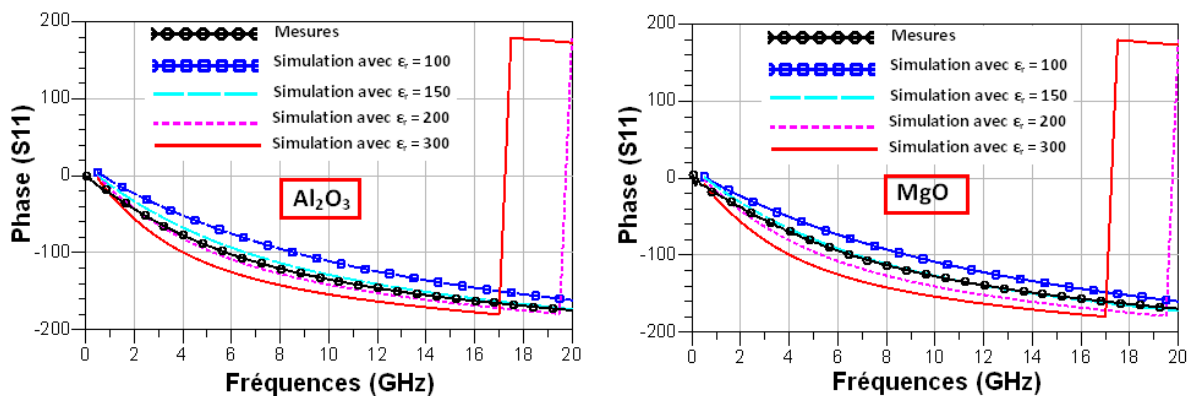 200
100
0
-100
-200
Phase (S11)
Mesures
Simulation avec εr = 100
Simulation avec εr = 150
Simulation avec εr = 200
Simulation avec εr = 300
Al₂O₃
0 2 4 6 8 10 12 14 16 18 20
Fréquences (GHz)
200
100
0
-100
-200
Phase (S11)
Mesures
Simulation avec εr = 100
Simulation avec εr = 150
Simulation avec εr = 200
Simulation avec εr = 300
MgO
0 2 4 6 8 10 12 14 16 18 20
Fréquences (GHz)